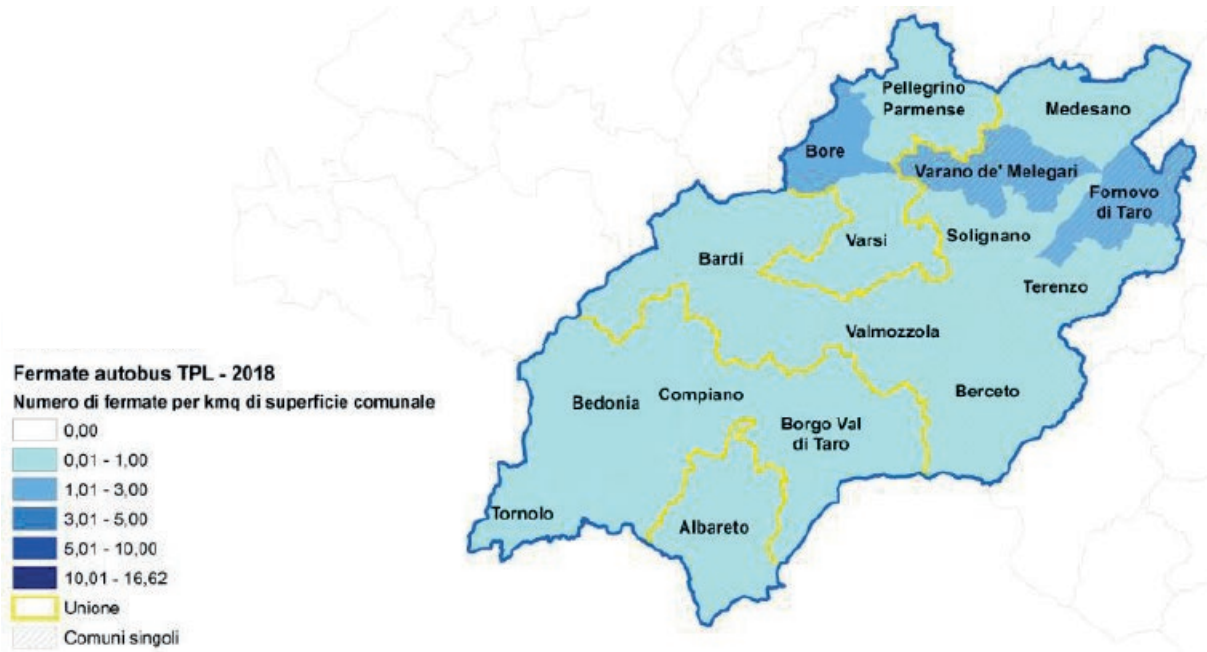 Pellegrino
Parmense
Medesano
Bore
Varano de' Melegari
Fornovo
di Taro
Varsi
Solignano
Bardi
Terenzo
Valmozzola
Berceto
Bedonia
Compiano
Borgo Val
di Taro
Tornolo
Albareto
Fermate autobus TPL - 2018
Numero di fermate per kmq di superficie comunale
0,00
0,01 - 1,00
1,01 - 3,00
3,01 - 5,00
5,01 - 10,00
10,01 - 16,62
Unione
Comuni singoli